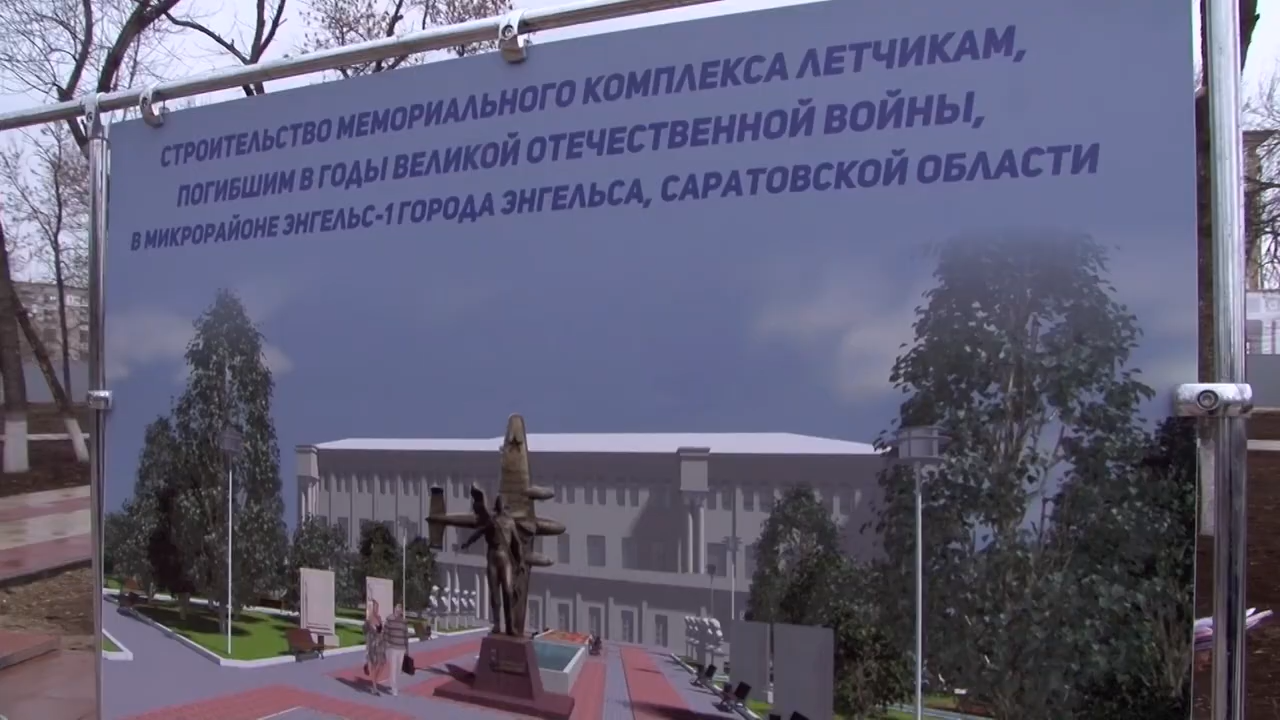 СТРОИТЕЛЬСТВО МЕМОРИАЛЬНОГО КОМПЛЕКСА ЛЕТЧИКАМ,
ПОГИБШИМ В ГОДЫ ВЕЛИКОЙ ОТЕЧЕСТВЕННОЙ ВОЙНЫ,
В МИКРОРАЙОНЕ ЭНГЕЛЬС-1 ГОРОДА ЭНГЕЛЬСА, САРАТОВСКОЙ ОБЛАСТИ